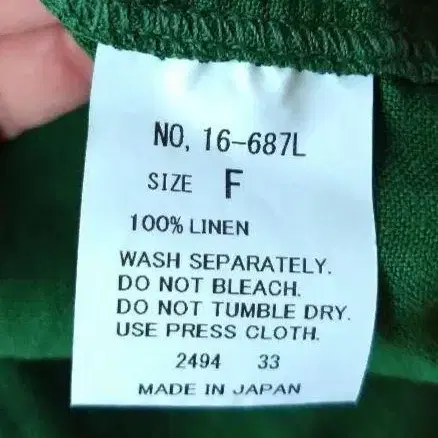 NO, 16-687L
SIZE F
100% LINEN
WASH SEPARATELY.
DO NOT BLEACH.
DO NOT TUMBLE DRY.
USE PRESS CLOTH.
2494 33
MADE IN JAPAN